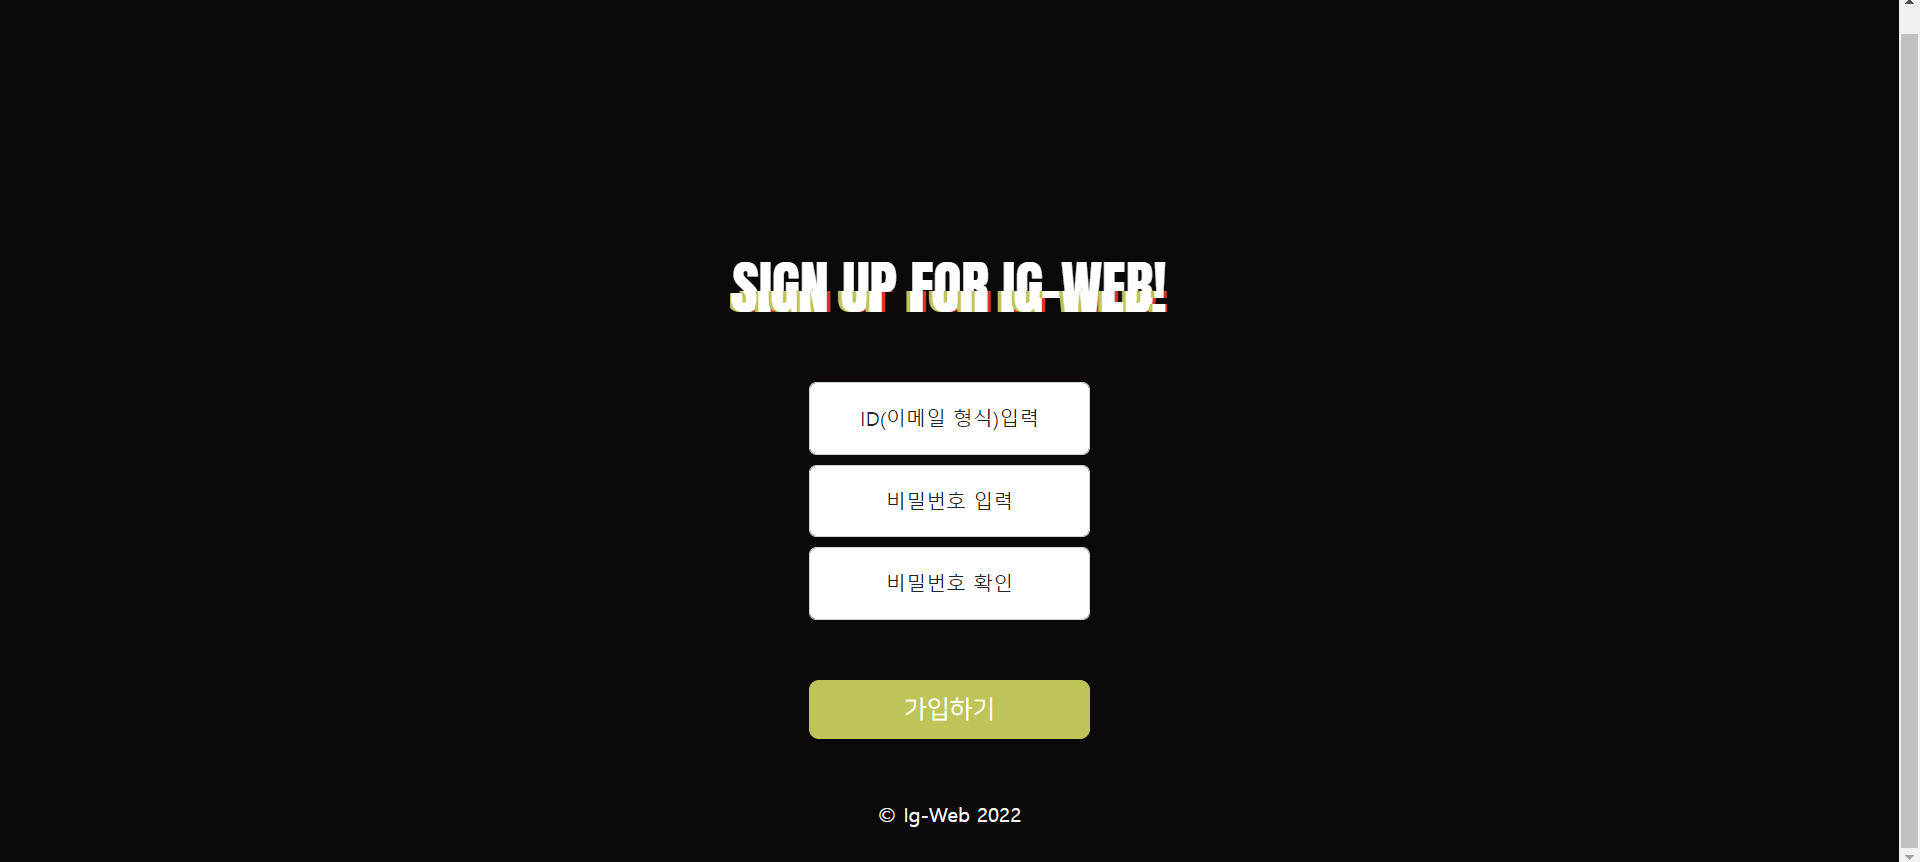 SIGN UP FOR IG-WEB!
ID(이메일 형식)입력
비밀번호 입력
비밀번호 확인
가입하기
© Ig-Web 2022